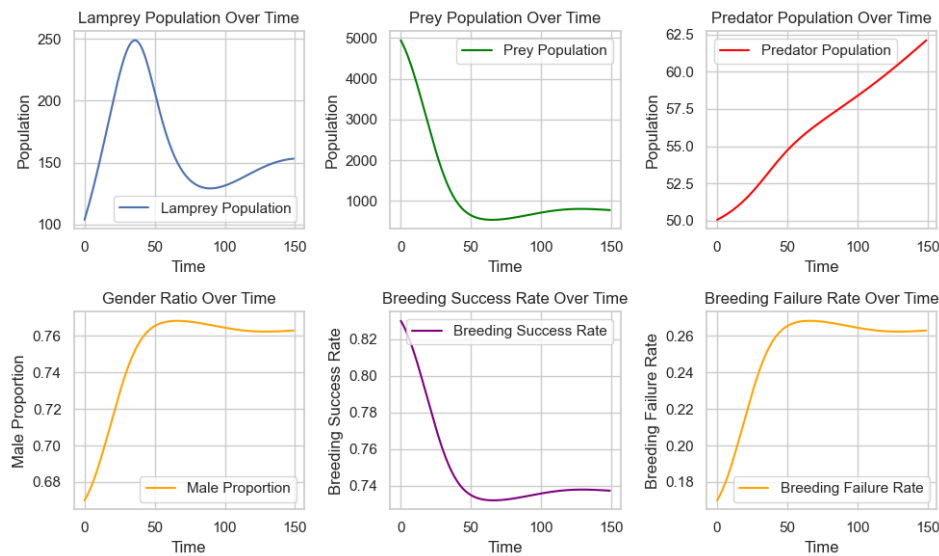 Lamprey Population Over Time
Population
250
200
150
100
Lamprey Population
0 50 100 150
Time
Prey Population Over Time
Population
5000
4000
3000
2000
1000
Prey Population
0 50 100 150
Time
Predator Population Over Time
Population
62.5
60.0
57.5
55.0
52.5
50.0
Predator Population
0 50 100 150
Time
Gender Ratio Over Time
Male Proportion
0.76
0.74
0.72
0.70
0.68
Male Proportion
0 50 100 150
Time
Breeding Success Rate Over Time
Breeding Success Rate
0.82
0.80
0.78
0.76
0.74
Breeding Success Rate
0 50 100 150
Time
Breeding Failure Rate Over Time
Breeding Failure Rate
0.26
0.24
0.22
0.20
0.18
Breeding Failure Rate
0 50 100 150
Time